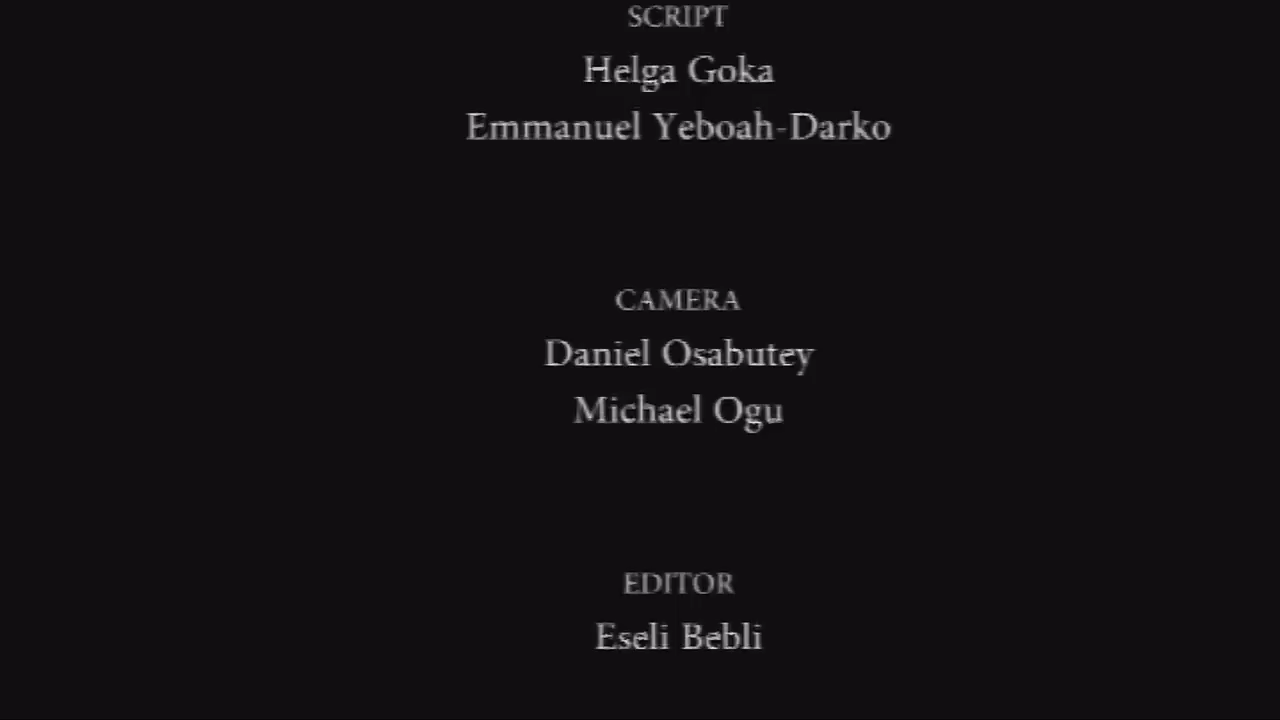 SCRIPT
Helga Goka
Emmanuel Yeboah-Darko
CAMERA
Daniel Osabutey
Michael Ogu
EDITOR
Eseli Bebli